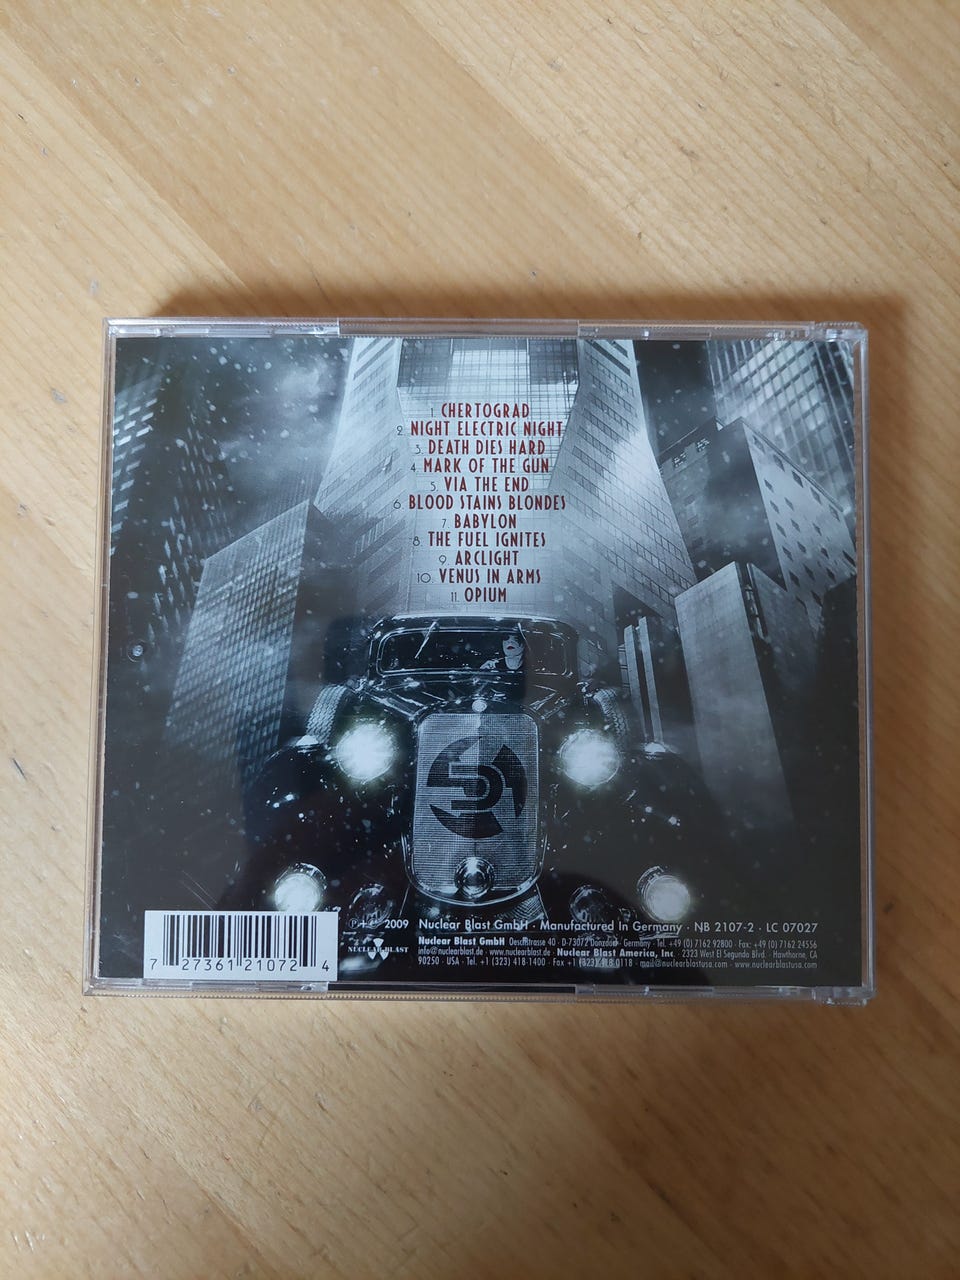 1. CHERTOGRAD
2. NIGHT ELECTRIC NIGHT
3. DEATH DIES HARD
4. MARK OF THE GUN
5. VIA THE END
6. BLOOD STAINS BLONDES
7. BABYLON
8. THE FUEL IGNITES
9. ARCLIGHT
10. VENUS IN ARMS
11. OPIUM
7 27361 21072 4
NUCLEAR BLAST
℗ + © 2009 Nuclear Blast GmbH · Manufactured In Germany · NB 2107-2 · LC 07027
Nuclear Blast GmbH Oeschstrasse 40 · D-73072 Donzdorf · Germany · Tel. +49 (0) 7162 92800 · Fax: +49 (0) 7162 24556
info@nuclearblast.de · www.nuclearblast.de · Nuclear Blast America, Inc · 2323 West El Segundo Blvd. · Hawthorne, CA
90250 · USA · Tel. +1 (323) 418-1400 · Fax +1 (323) 418 0118 · mail@nuclearblastusa.com · www.nuclearblastusa.com